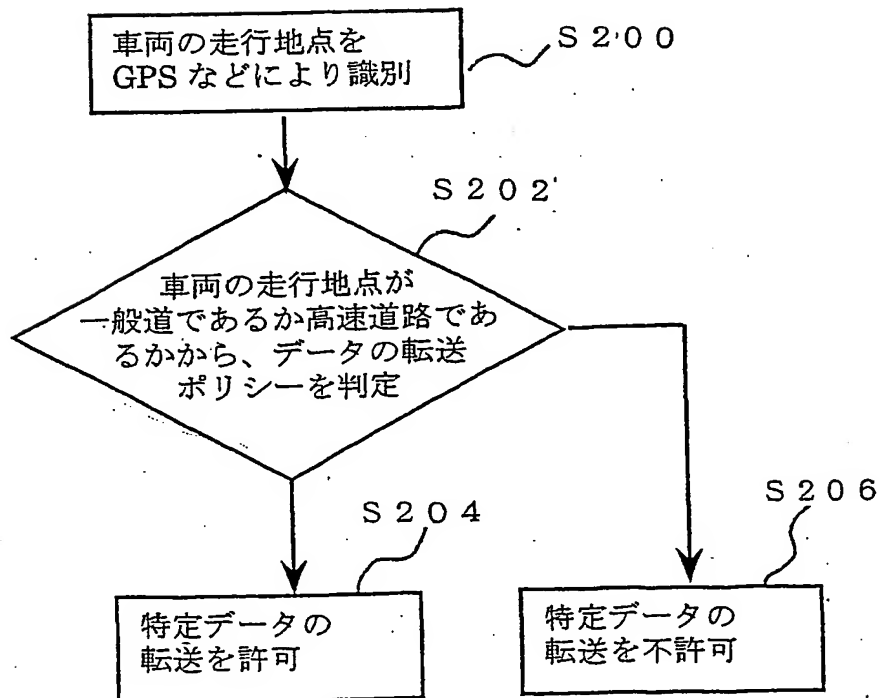 車両の走行地点を
GPSなどにより識別
S200
S202
車両の走行地点が
一般道であるか高速道路であ
るかから、データの転送
ポリシーを判定
S204
特定データの
転送を許可
S206
特定データの
転送を不許可